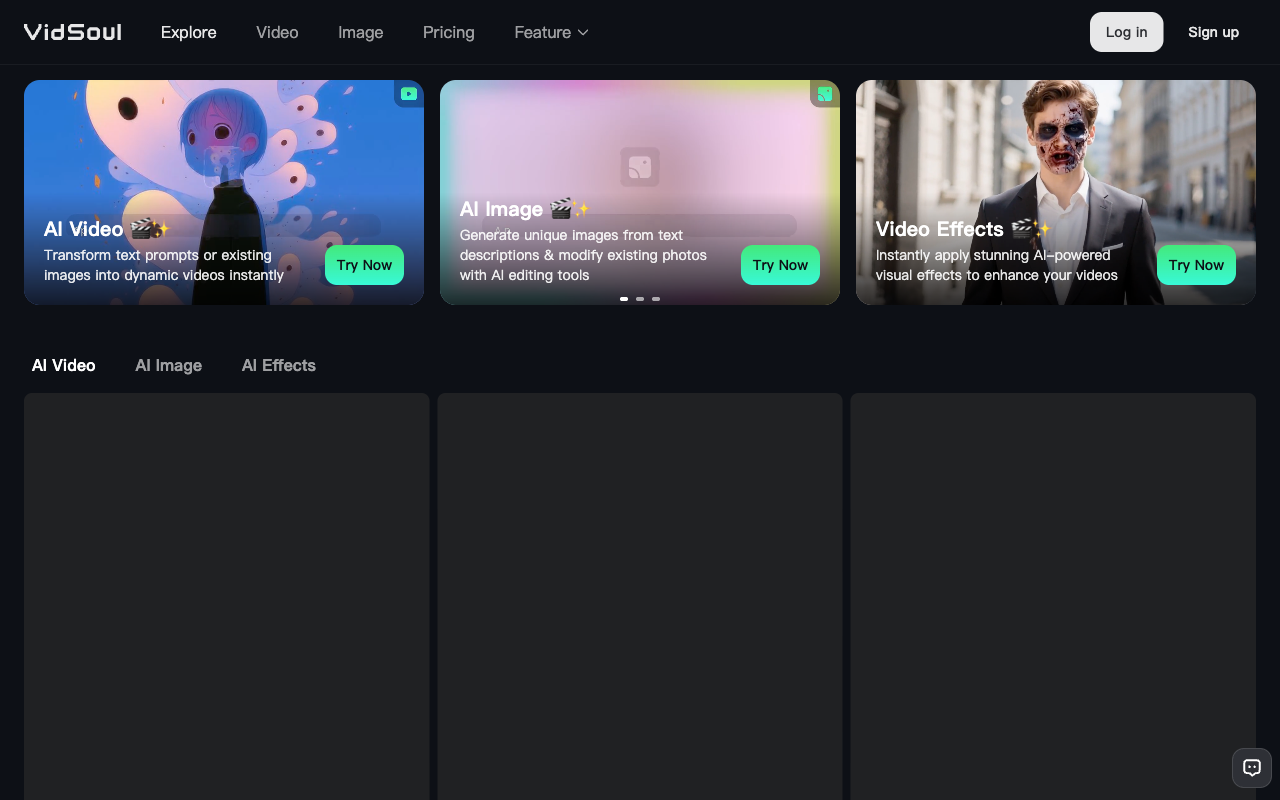 VidSoul
Explore
Video
Image
Pricing
Feature
Log in
Sign up
AI Video 🎬✨
Transform text prompts or existing
images into dynamic videos instantly
Try Now
AI Image 🎬✨
Generate unique images from text
descriptions & modify existing photos
with AI editing tools
Try Now
Video Effects 🎬✨
Instantly apply stunning AI-powered
visual effects to enhance your videos
Try Now
AI Video
AI Image
AI Effects